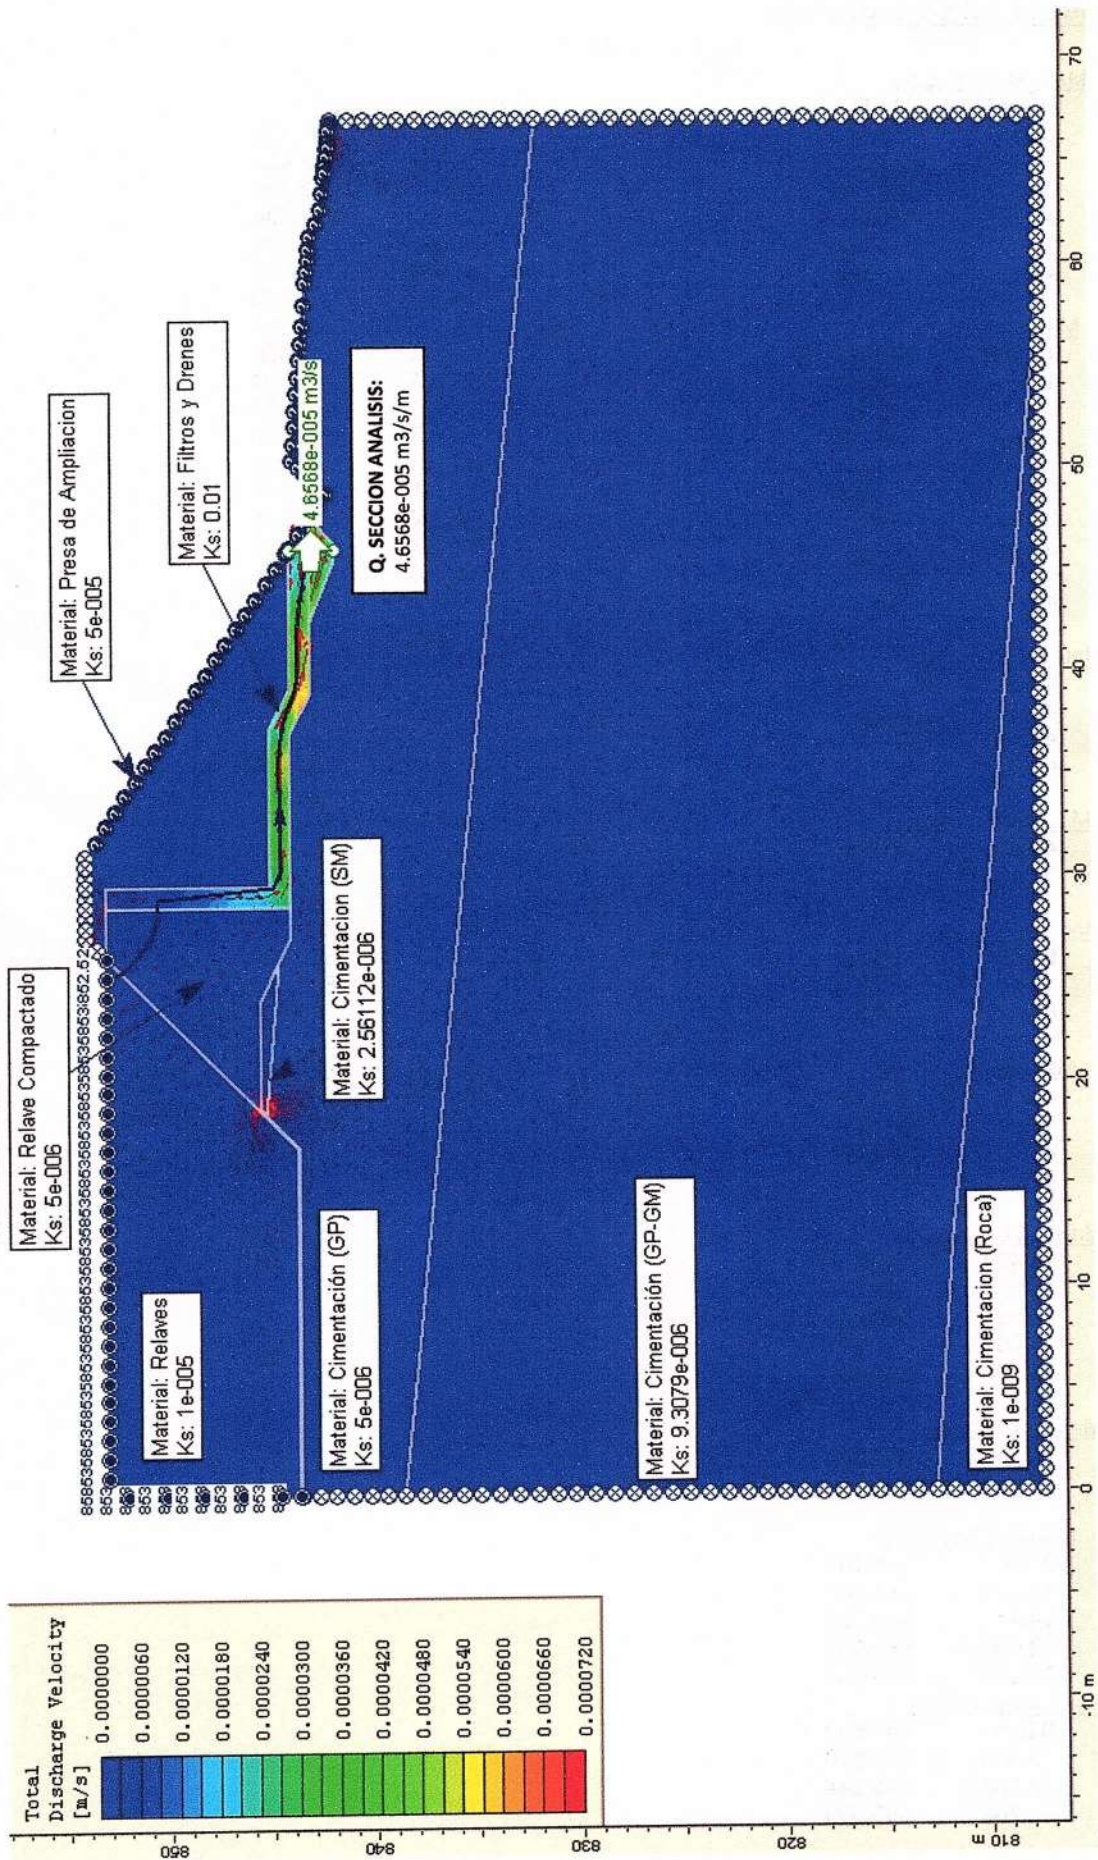 Total
Discharge Velocity
[m/s]
0.0000000
0.0000060
0.0000120
0.0000180
0.0000240
0.0000300
0.0000360
0.0000420
0.0000480
0.0000540
0.0000600
0.0000660
0.0000720
Material: Relave Compactado
Ks: 5e-006
Material: Presa de Ampliacion
Ks: 5e-005
Material: Filtros y Drenes
Ks: 0.01
Material: Relaves
Ks: 1e-005
4.6568e-005 m3/s
Q. SECCION ANALISIS:
4.6568e-005 m3/s/m
Material: Cimentación (GP)
Ks: 5e-006
Material: Cimentacion (SM)
Ks: 2.56112e-006
Material: Cimentación (GP-GM)
Ks: 9.3079e-006
Material: Cimentacion (Roca)
Ks: 1e-009
853
853
853
853
850
840
830
820
810 m
-10 m
0
10
20
30
40
50
60
70